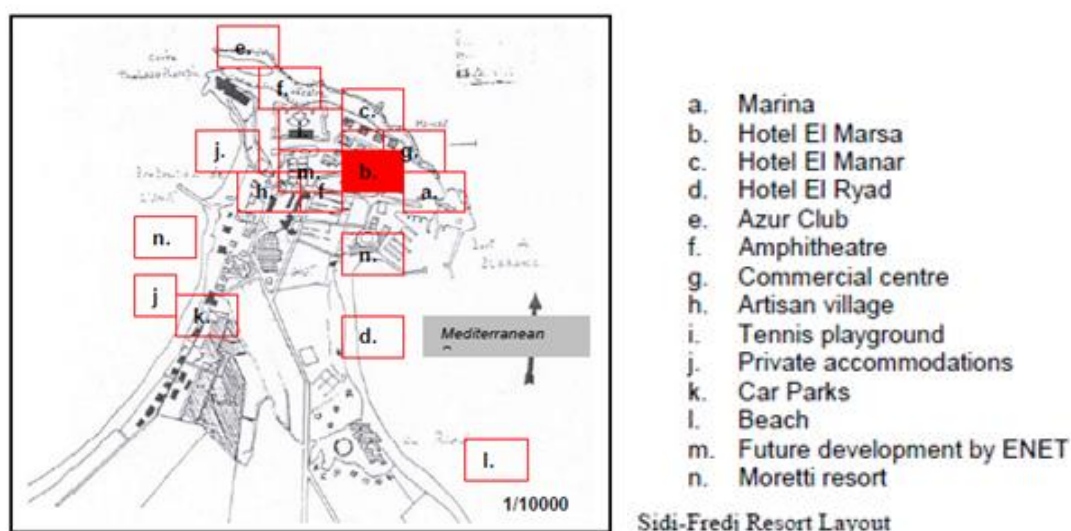 e.
f.
c.
j.
g.
m.
b.
h
f
a.
n.
n.
j
k.
d.
Mediterranean
l.
1/10000
a. Marina
b. Hotel El Marsa
c. Hotel El Manar
d. Hotel El Ryad
e. Azur Club
f. Amphitheatre
g. Commercial centre
h. Artisan village
i. Tennis playground
j. Private accommodations
k. Car Parks
l. Beach
m. Future development by ENET
n. Moretti resort
Sidi-Fredj Resort Layout